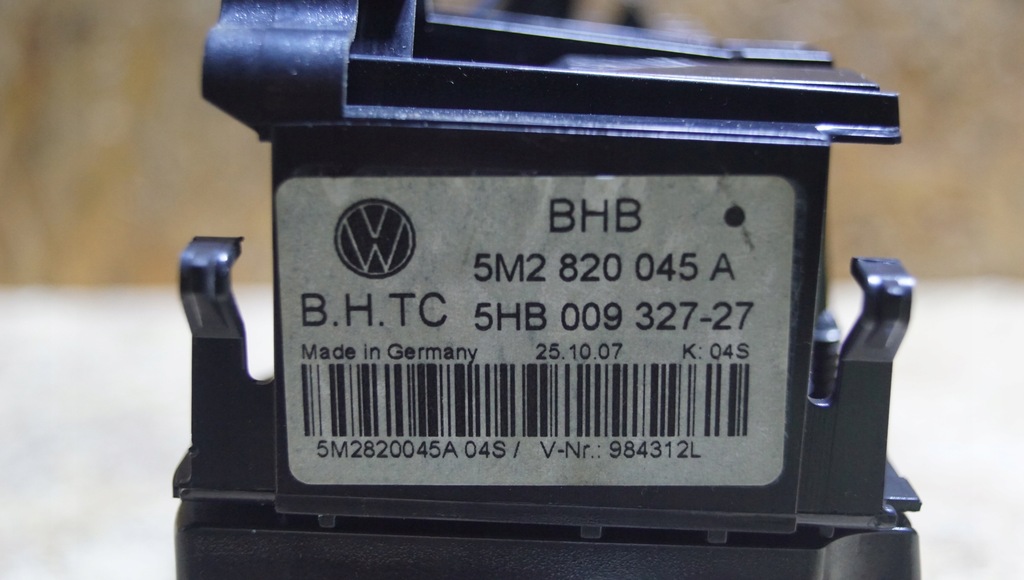 VW BHB
5M2 820 045 A
B.H.TC 5HB 009 327-27
Made in Germany 25.10.07 K: 04S
5M2820045A 04S / V-Nr.: 984312L